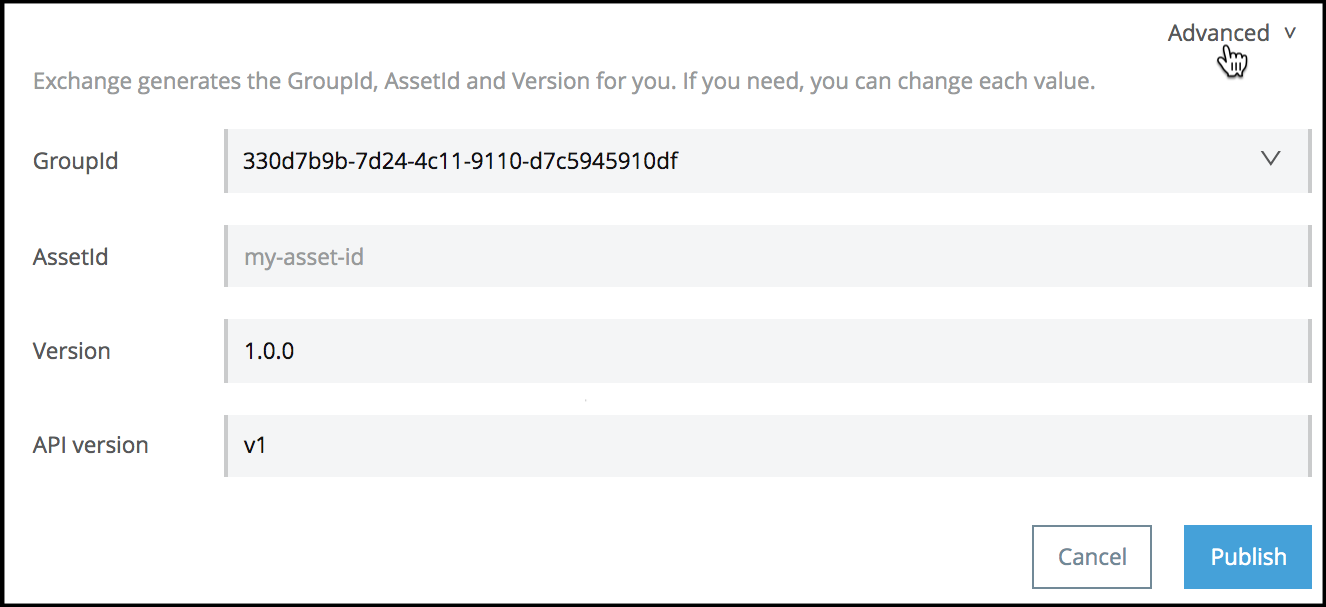 Advanced
Exchange generates the GroupId, AssetId and Version for you. If you need, you can change each value.
GroupId
330d7b9b-7d24-4c11-9110-d7c5945910df
AssetId
my-asset-id
Version
1.0.0
API version
v1
Cancel
Publish